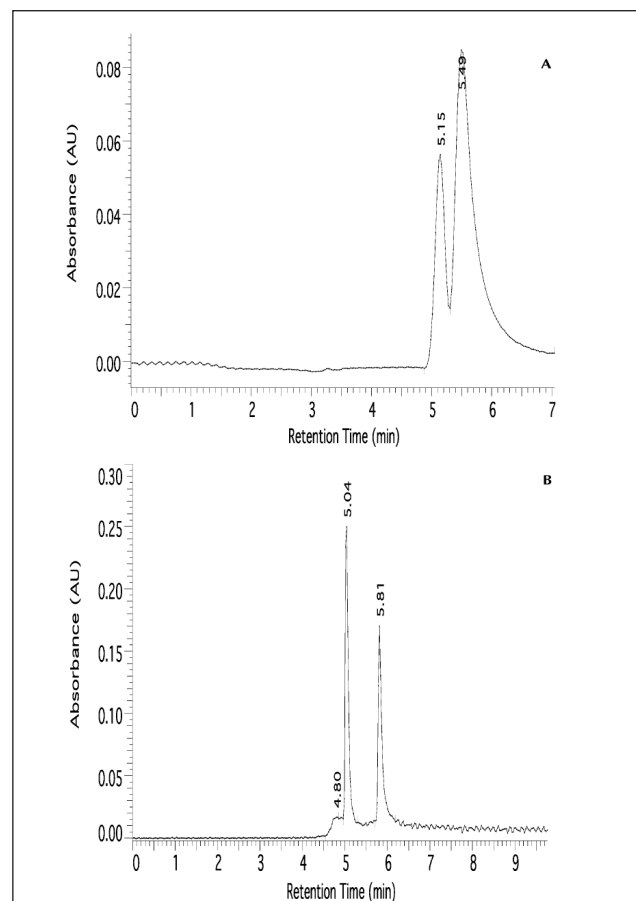 A
0.08
0.06
0.04
0.02
0.00
Absorbance (AU)
5.15
5.49
0 1 2 3 4 5 6 7
Retention Time (min)
B
0.30
0.25
0.20
0.15
0.10
0.05
0.00
Absorbance (AU)
4.80
5.04
5.81
0 1 2 3 4 5 6 7 8 9
Retention Time (min)